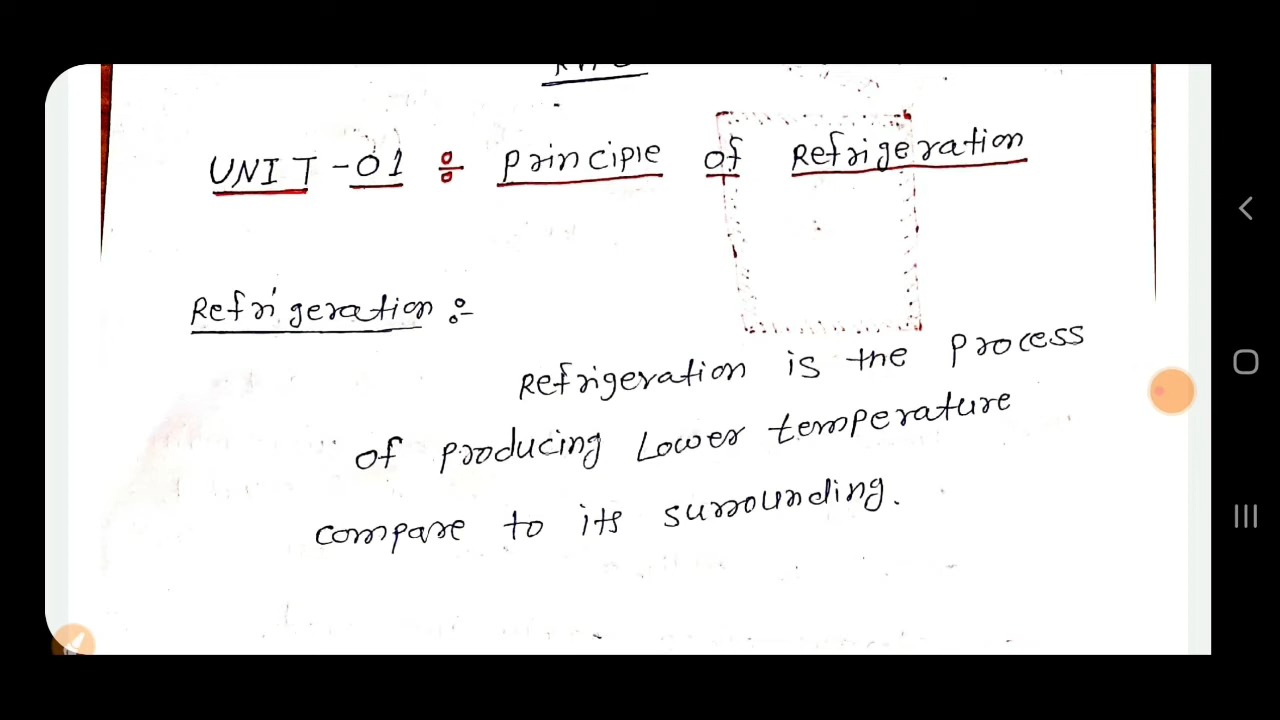 UNIT - 01 : Principle of Refrigeration
Refrigeration :-
Refrigeration is the process
of producing Lower temperature
compare to its surrounding.